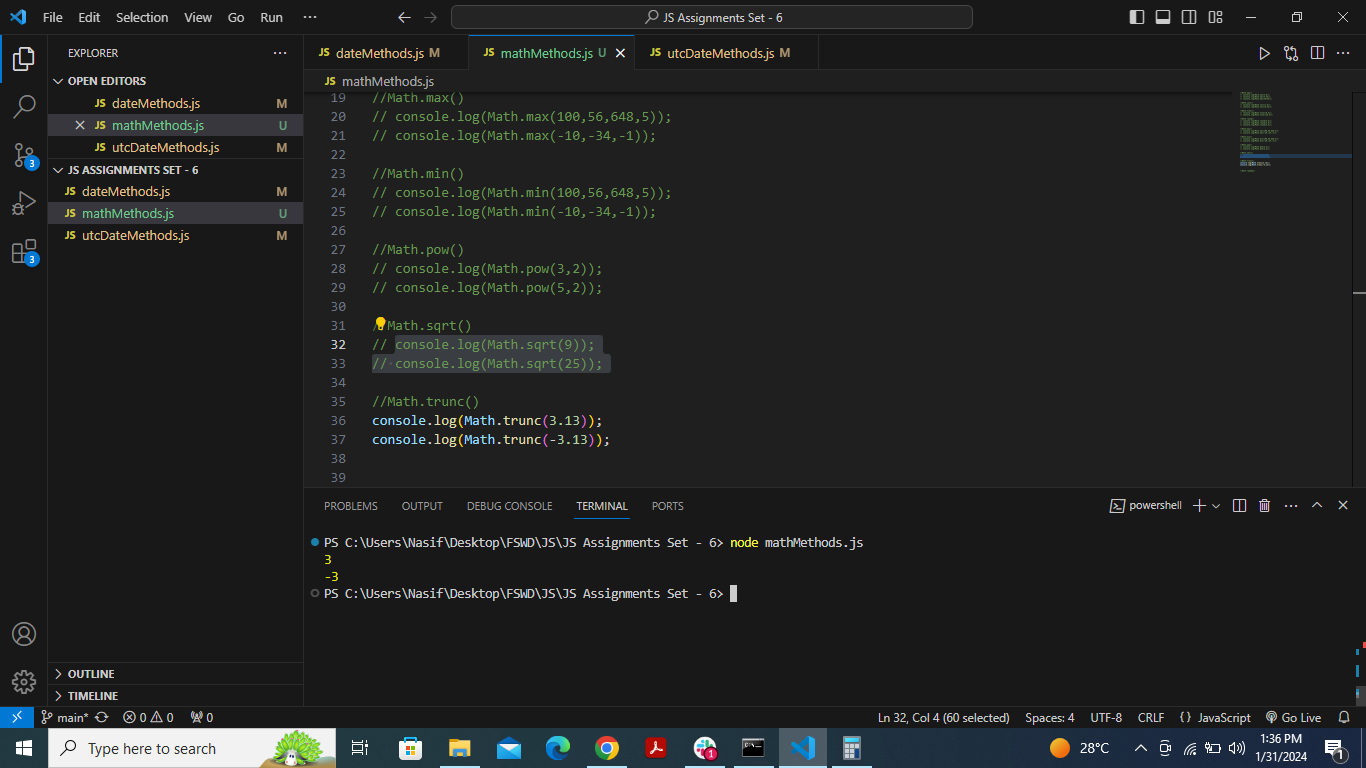 File Edit Selection View Go Run ··· JS Assignments Set - 6
EXPLORER ···
OPEN EDITORS
JS dateMethods.js M
JS mathMethods.js U
JS utcDateMethods.js M
3
JS ASSIGNMENTS SET - 6
JS dateMethods.js M
JS mathMethods.js U
JS utcDateMethods.js M
3
OUTLINE
TIMELINE
JS dateMethods.js M JS mathMethods.js U JS utcDateMethods.js M
JS mathMethods.js
19 //Math.max()
20 // console.log(Math.max(100,56,648,5));
21 // console.log(Math.max(-10,-34,-1));
22
23 //Math.min()
24 // console.log(Math.min(100,56,648,5));
25 // console.log(Math.min(-10,-34,-1));
26
27 //Math.pow()
28 // console.log(Math.pow(3,2));
29 // console.log(Math.pow(5,2));
30
31 //Math.sqrt()
32 // console.log(Math.sqrt(9));
33 // console.log(Math.sqrt(25));
34
35 //Math.trunc()
36 console.log(Math.trunc(3.13));
37 console.log(Math.trunc(-3.13));
38
39
PROBLEMS OUTPUT DEBUG CONSOLE TERMINAL PORTS powershell
PS C:\Users\Nasif\Desktop\FSWD\JS\JS Assignments Set - 6> node mathMethods.js
3
-3
PS C:\Users\Nasif\Desktop\FSWD\JS\JS Assignments Set - 6>
main* 0 0 0 Ln 32, Col 4 (60 selected) Spaces: 4 UTF-8 CRLF {} JavaScript Go Live
Type here to search 1 28°C 1:36 PM
1/31/2024 1